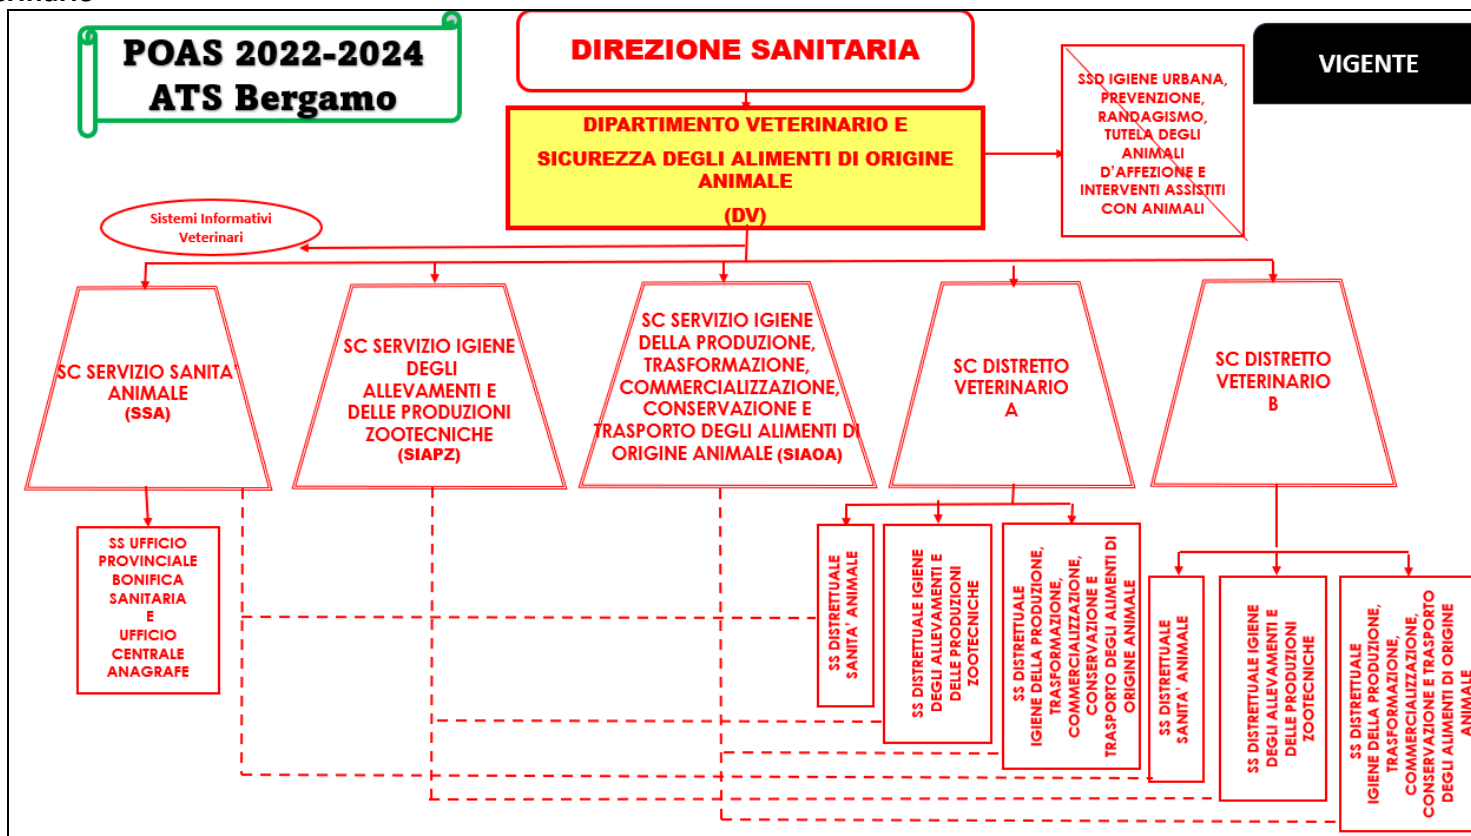 POAS 2022-2024
ATS Bergamo
DIREZIONE SANITARIA
VIGENTE
SSD IGIENE URBANA,
PREVENZIONE,
RANDAGISMO,
TUTELA DEGLI
ANIMALI
D'AFFEZIONE E
INTERVENTI ASSISTITI
CON ANIMALI
DIPARTIMENTO VETERINARIO E
SICUREZZA DEGLI ALIMENTI DI ORIGINE
ANIMALE
(DV)
Sistemi Informativi
Veterinari
SC SERVIZIO SANITA'
ANIMALE
(SSA)
SC SERVIZIO IGIENE
DEGLI
ALLEVAMENTI E
DELLE PRODUZIONI
ZOOTECNICHE
(SIAPZ)
SC SERVIZIO IGIENE
DELLA PRODUZIONE,
TRASFORMAZIONE,
COMMERCIALIZZAZIONE,
CONSERVAZIONE E
TRASPORTO DEGLI ALIMENTI DI
ORIGINE ANIMALE (SIAOA)
SC DISTRETTO
VETERINARIO
A
SC DISTRETTO
VETERINARIO
B
SS UFFICIO
PROVINCIALE
BONIFICA
SANITARIA
E
UFFICIO
CENTRALE
ANAGRAFE
SS DISTRETTUALE
SANITA' ANIMALE
SS DISTRETTUALE IGIENE
DEGLI ALLEVAMENTI E
DELLE PRODUZIONI
ZOOTECNICHE
SS DISTRETTUALE
IGIENE DELLA PRODUZIONE,
TRASFORMAZIONE,
COMMERCIALIZZAZIONE,
CONSERVAZIONE E
TRASPORTO DEGLI ALIMENTI DI
ORIGINE ANIMALE
SS DISTRETTUALE
SANITA' ANIMALE
SS DISTRETTUALE IGIENE
DEGLI ALLEVAMENTI E
DELLE PRODUZIONI
ZOOTECNICHE
SS DISTRETTUALE
IGIENE DELLA PRODUZIONE,
TRASFORMAZIONE,
COMMERCIALIZZAZIONE,
CONSERVAZIONE E TRASPORTO
DEGLI ALIMENTI DI ORIGINE
ANIMALE